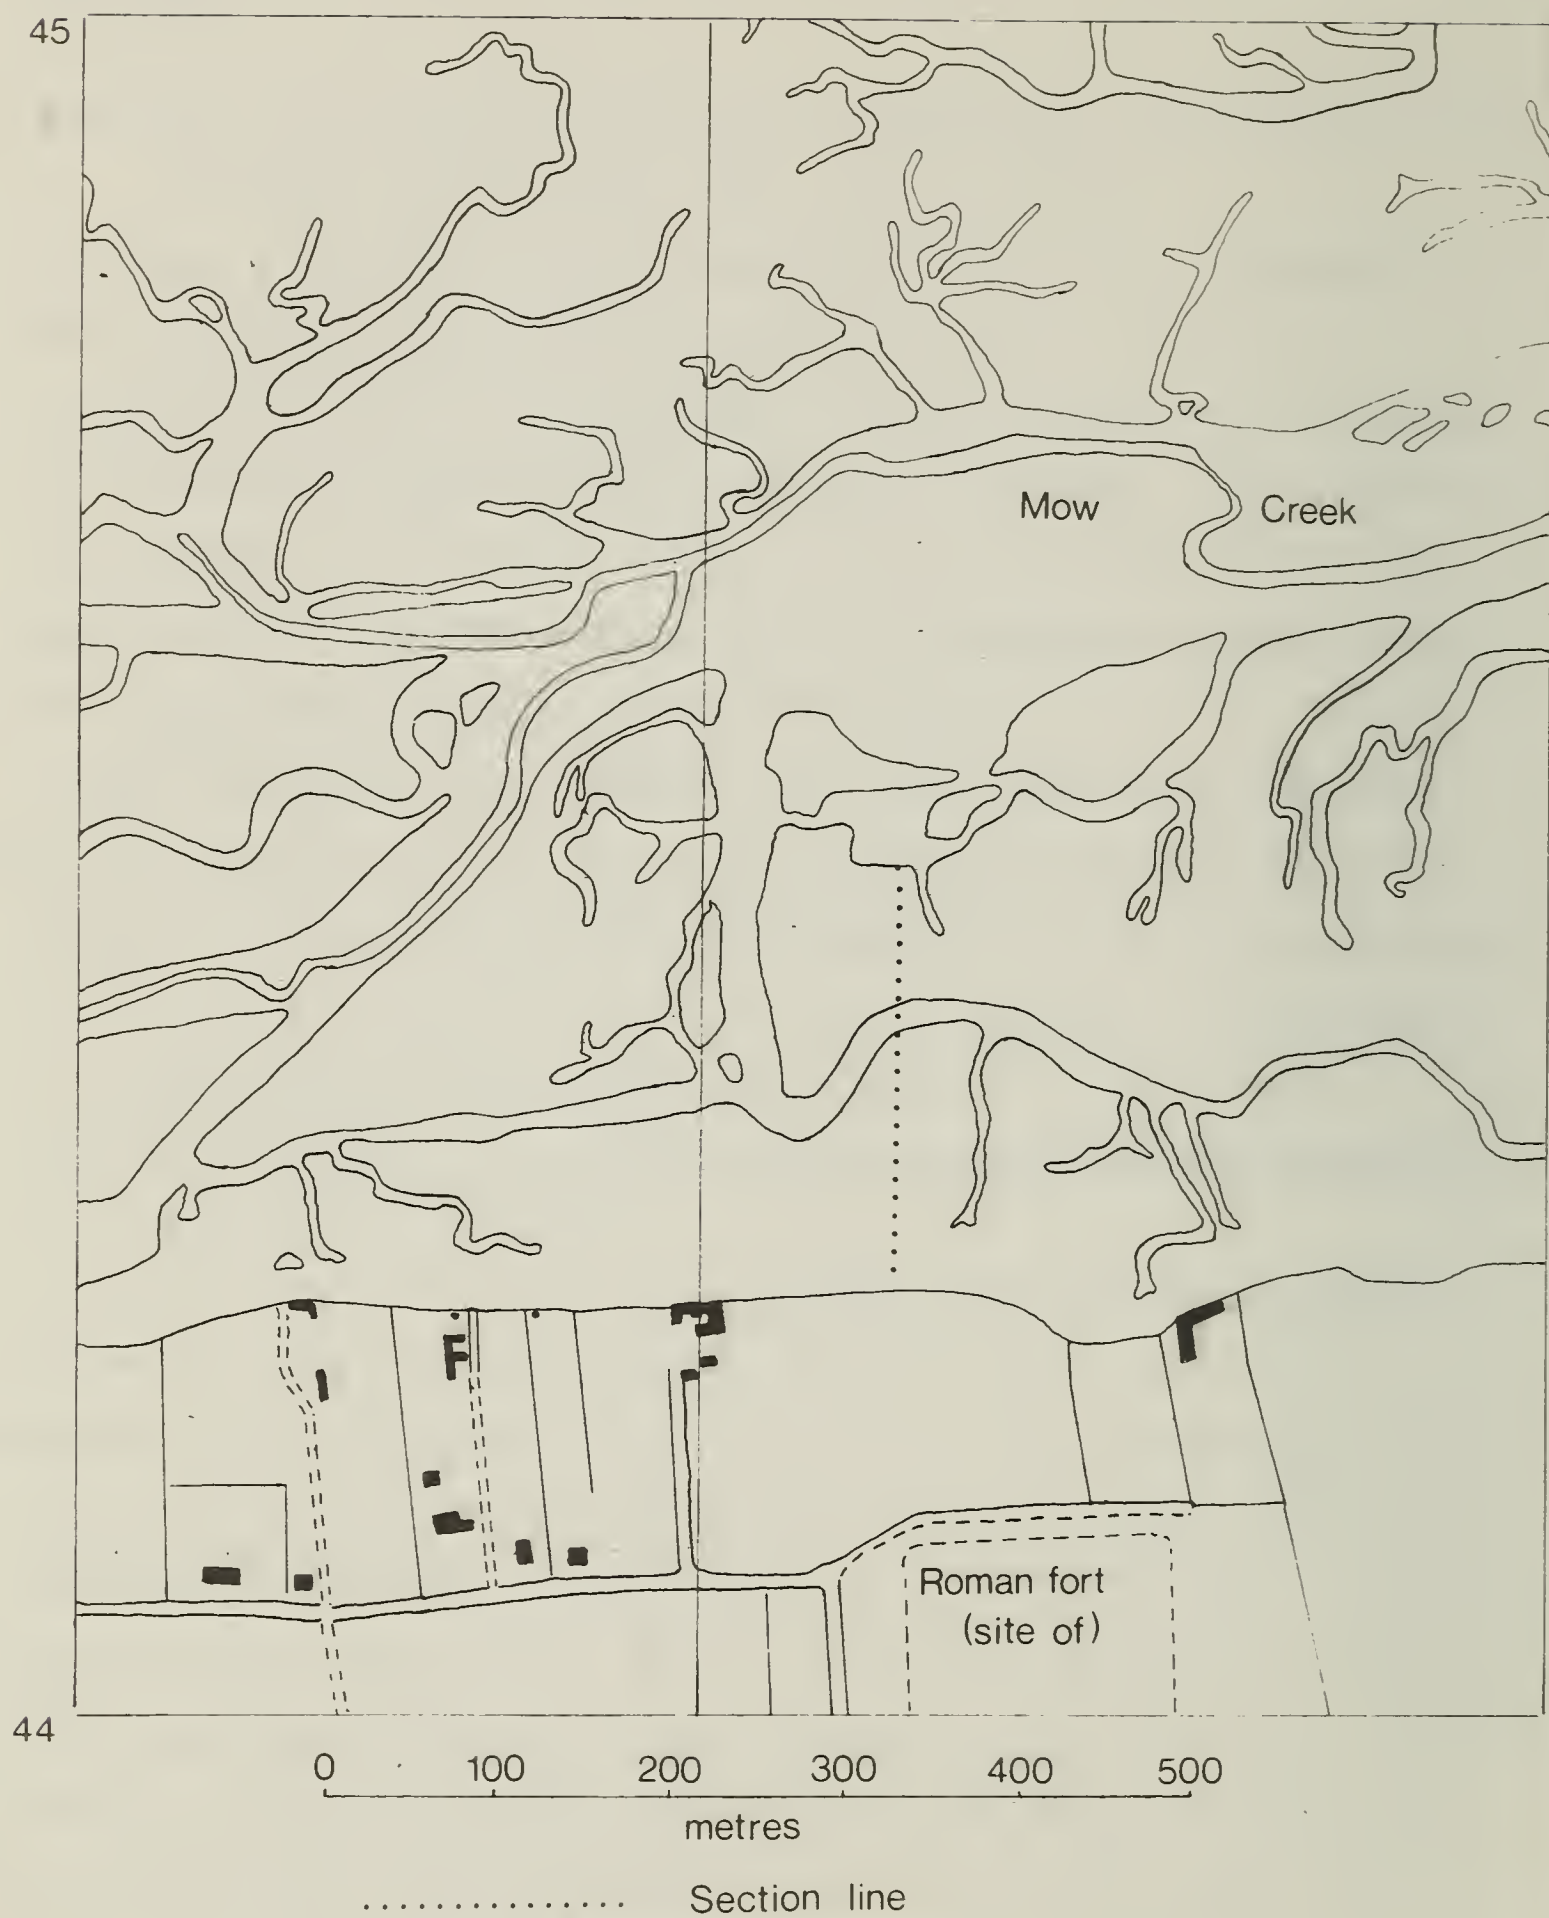 45
Mow Creek
Roman fort
(site of)
44
0 100 200 300 400 500
metres
Section line